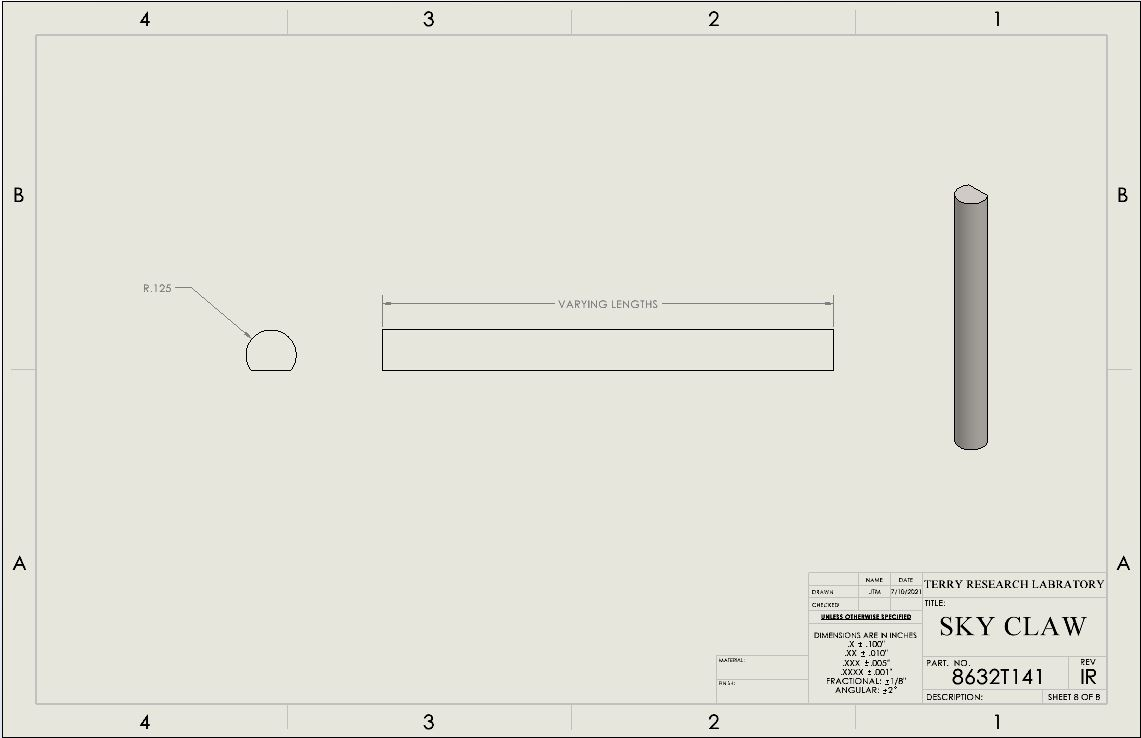 4 3 2 1
B B
R.125
VARYING LENGTHS
A A
NAME DATE
DRAWN JTM 7/10/2021
CHECKED
UNLESS OTHERWISE SPECIFIED
DIMENSIONS ARE IN INCHES
.X ± .100"
.XX ± .010"
.XXX ±.005"
.XXXX ±.001"
FRACTIONAL: ±1/8"
ANGULAR: ±2°
MATERIAL:
FINISH:
TERRY RESEARCH LABRATORY
TITLE:
SKY CLAW
PART. NO. REV
8632T141 IR
DESCRIPTION: SHEET 8 OF 8
4 3 2 1